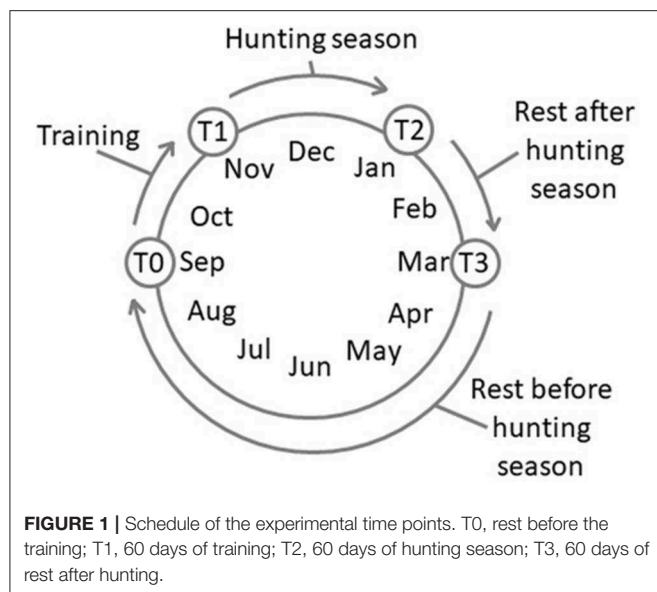 Hunting season
Training
T1
T2
Rest after
hunting
season
Nov
Dec
Jan
Oct
Feb
T0
Sep
Mar
T3
Aug
Apr
Jul
Jun
May
Rest before
hunting
season
FIGURE 1 | Schedule of the experimental time points. T0, rest before the
training; T1, 60 days of training; T2, 60 days of hunting season; T3, 60 days of
rest after hunting.